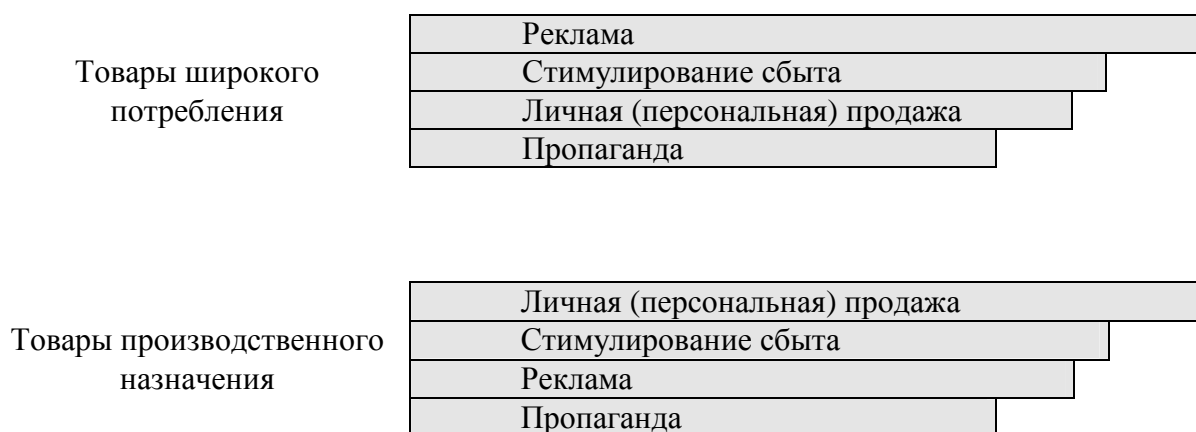 Товары широкого
потребления
Реклама
Стимулирование сбыта
Личная (персональная) продажа
Пропаганда
Товары производственного
назначения
Личная (персональная) продажа
Стимулирование сбыта
Реклама
Пропаганда